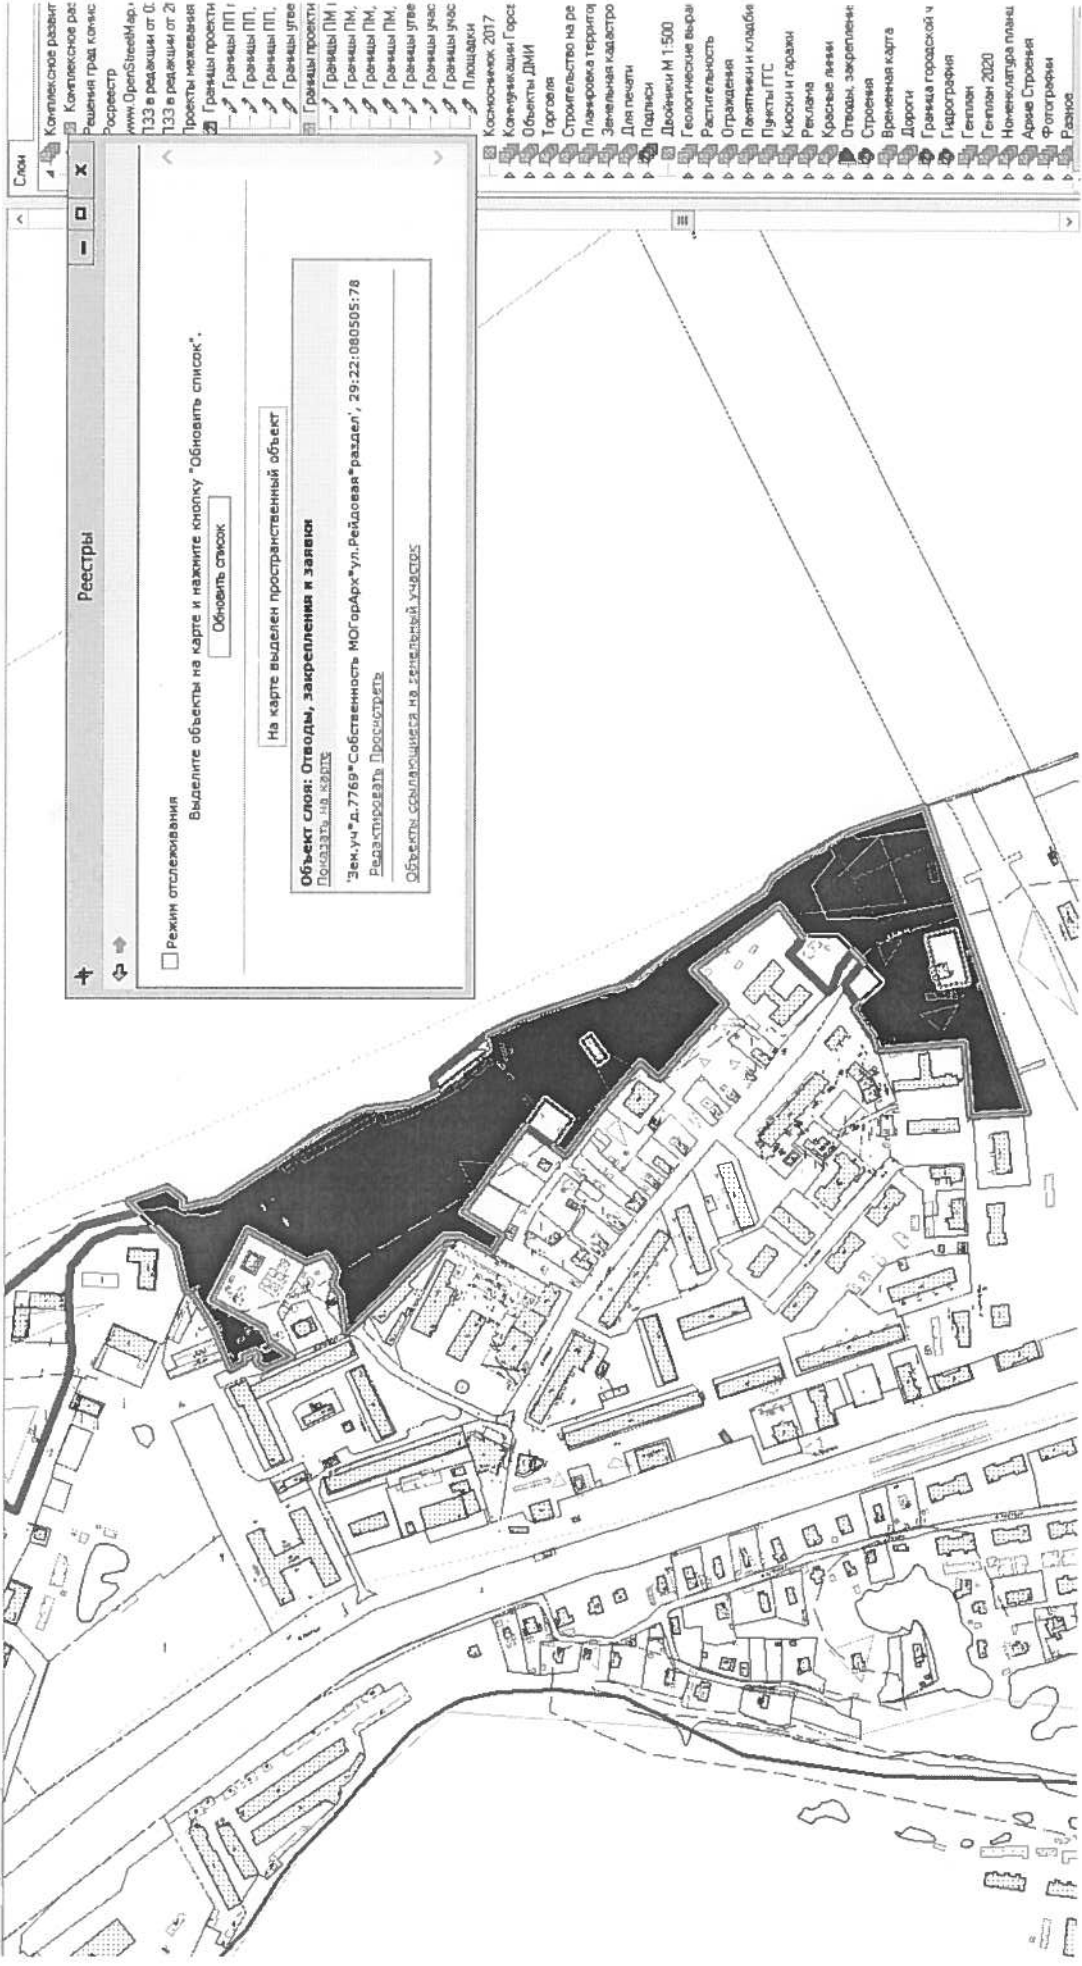 Реестры
Режим отслеживания
Выделите объекты на карте и нажмите кнопку "Обновить список".
Обновить список
На карте выделен пространственный объект
Объект слоя: Отводы, закрепления и заявки
Показать на карте
'Зем.уч*д.7769*Собственность МОГорАрх*ул.Рейдовая*раздел', 29:22:080505:78
Редактировать Просмотреть
Объекты ссылающиеся на земельный участок
Слои
Комплексное развит
Комплексное раз
Решения град комис
Росреестр
www.OpenStreetMap.
ПЗЗ в редакции от 0
ПЗЗ в редакции от 2
Проекты межевания
Границы проекти
Границы ПП
Границы ПП,
Границы ПП,
Границы утве
Границы проекти
Границы ПМ
Границы ПМ,
Границы ПМ,
Границы ПМ,
Границы утве
Границы учас
Границы учас
Площадки
Космоснимок 2017
Коммуникации Горсе
Объекты ДМИ
Торговля
Строительство на ре
Планировка территор
Земельная кадастро
Для печати
Подписи
Двойники М 1:500
Геологические выра
Растительность
Ограждения
Памятники и кладби
Пункты ГГС
Киоски и гаражи
Реклама
Красные линии
Отводы, закреплени
Строения
Временная карта
Дороги
Граница городской ч
Гидрография
Генплан
Генплан 2020
Номенклатура планш
Архив Строения
Фотографии
Разное